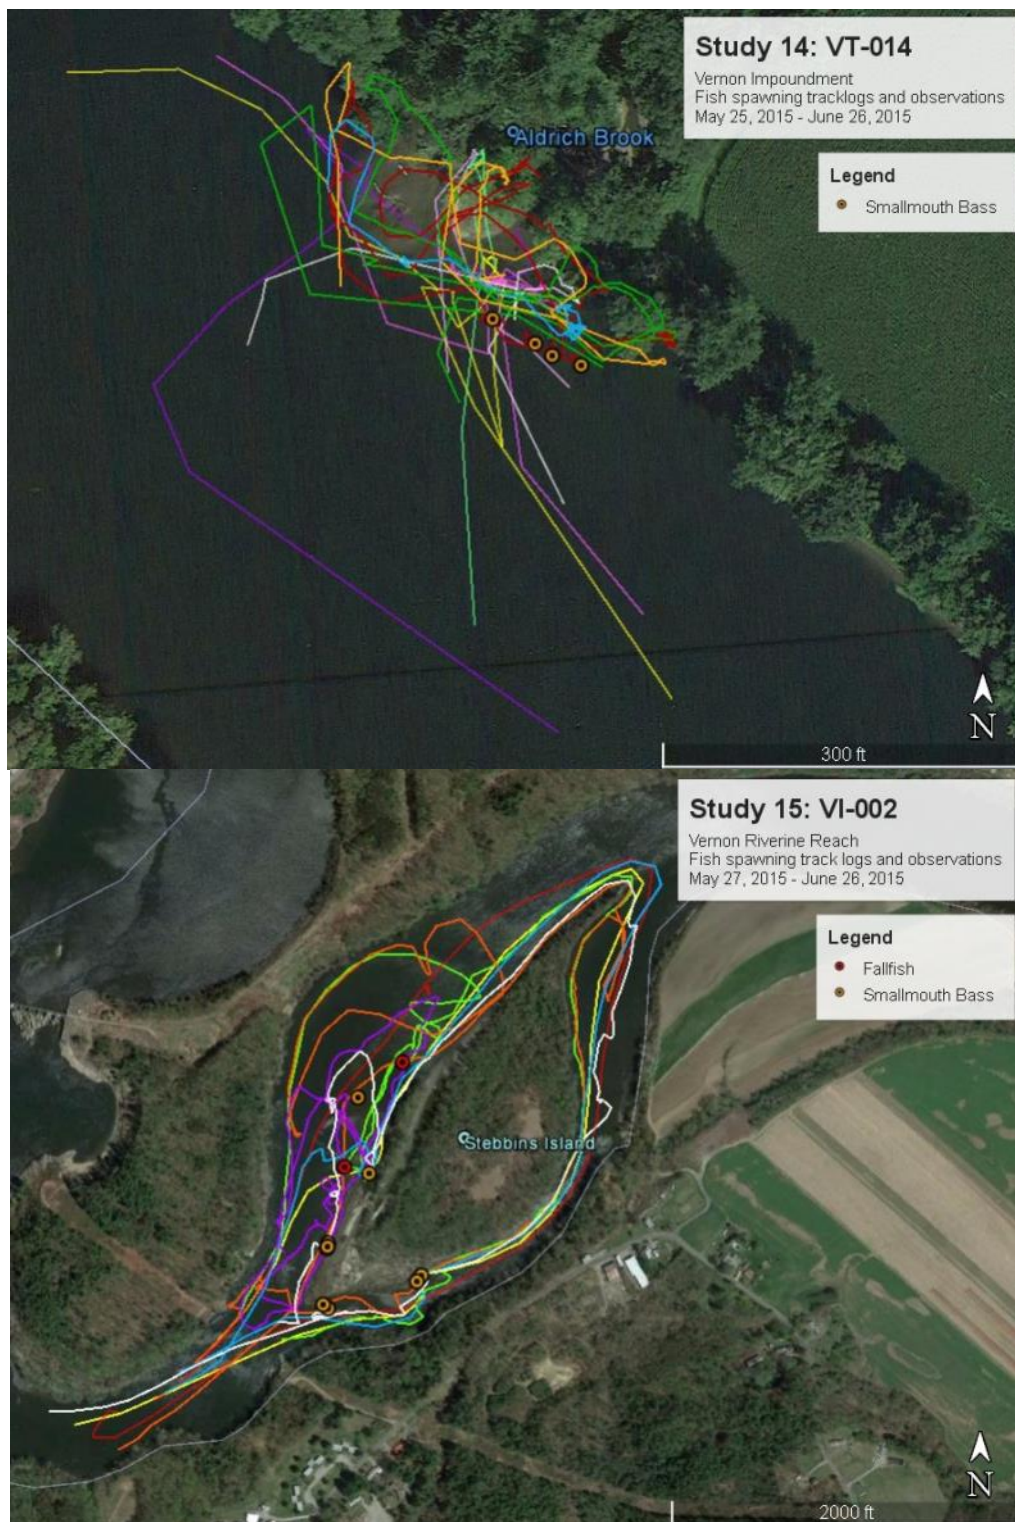 Study 14: VT-014
Vernon Impoundment
Fish spawning tracklogs and observations
May 25, 2015 - June 26, 2015
Aldrich Brook
Legend
Smallmouth Bass
N
300 ft
Study 15: VI-002
Vernon Riverine Reach
Fish spawning track logs and observations
May 27, 2015 - June 26, 2015
Legend
Fallfish
Smallmouth Bass
Stebbins Island
N
2000 ft